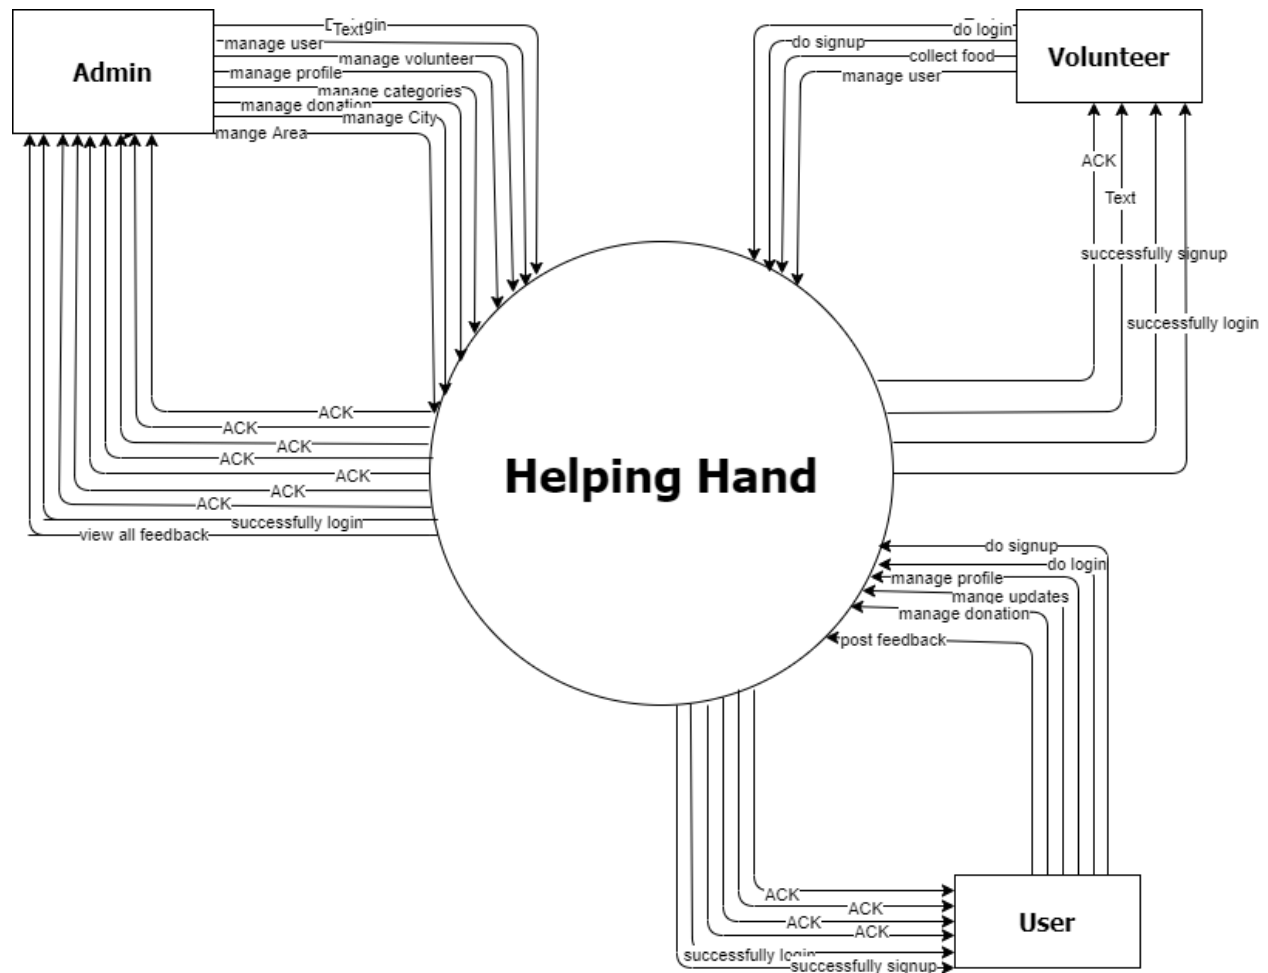 Text
do login
manage user
do signup
manage volunteer
collect food
Admin
Volunteer
manage profile
manage user
manage categories
manage donation
manage City
mange Area
ACK
Text
successfully signup
successfully login
ACK
ACK
ACK
ACK
ACK
ACK
ACK
Helping Hand
successfully login
view all feedback
do signup
do login
manage profile
mange updates
manage donation
post feedback
ACK
ACK
ACK
ACK
User
successfully login
successfully signup